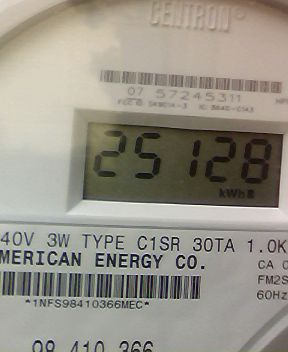 CENTRON®
07 57245311
25128
kWh
40V 3W TYPE C1SR 30TA 1.0K
MERICAN ENERGY CO.
CA 0
FM2S
60Hz
*1NFS98410366MEC*
98 410 366